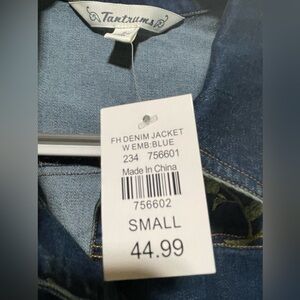 Tantrums
FH DENIM JACKET
W EMB:BLUE
234 756601
Made In China
756602
SMALL
44.99